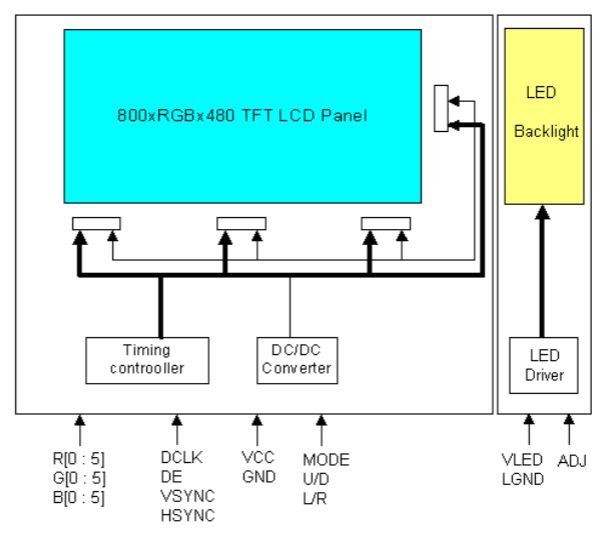 800xRGBx480 TFT LCD Panel
LED
Backlight
Timing
controoller
DC/DC
Converter
LED
Driver
R[0 : 5]
G[0 : 5]
B[0 : 5]
DCLK
DE
VSYNC
HSYNC
VCC
GND
MODE
U/D
L/R
VLED
LGND
ADJ